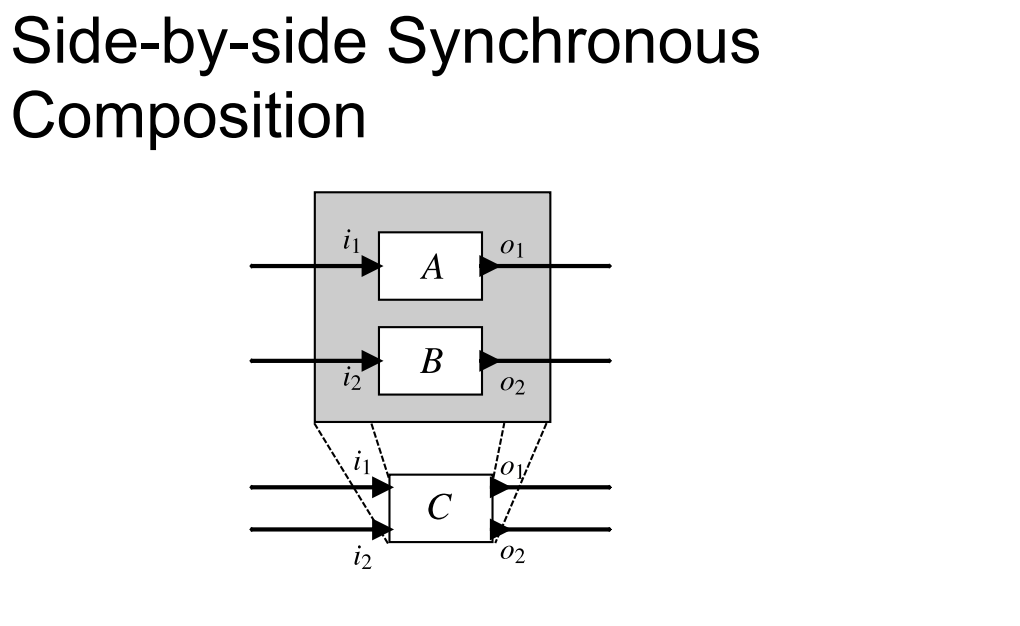 Side-by-side Synchronous
Composition
i1
A
o1
i2
B
o2
i1
o1
C
i2
o2